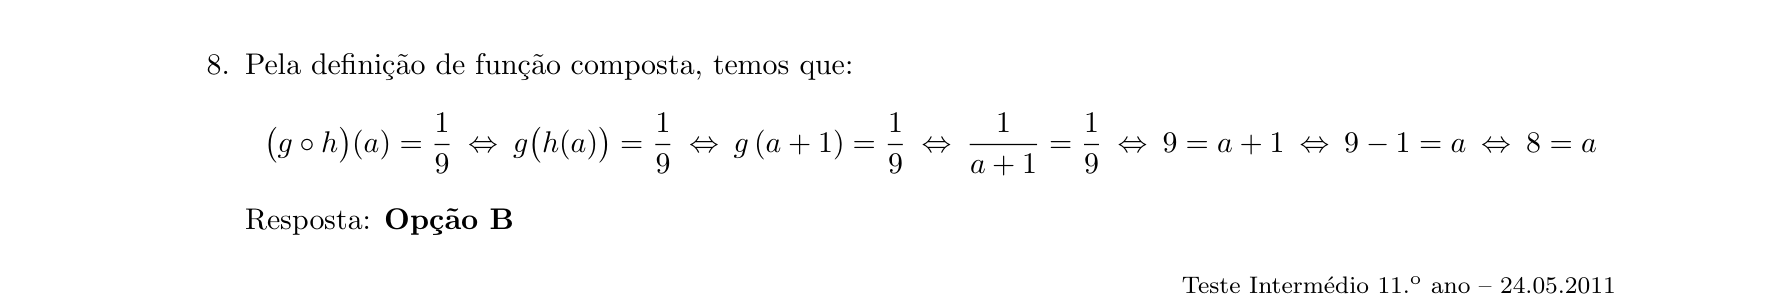 8. Pela definição de função composta, temos que:
(g ∘ h)(a) = 1/9 ⇔ g(h(a)) = 1/9 ⇔ g (a + 1) = 1/9 ⇔ 1/(a + 1) = 1/9 ⇔ 9 = a + 1 ⇔ 9 − 1 = a ⇔ 8 = a
Resposta: Opção B
Teste Intermédio 11.º ano – 24.05.2011